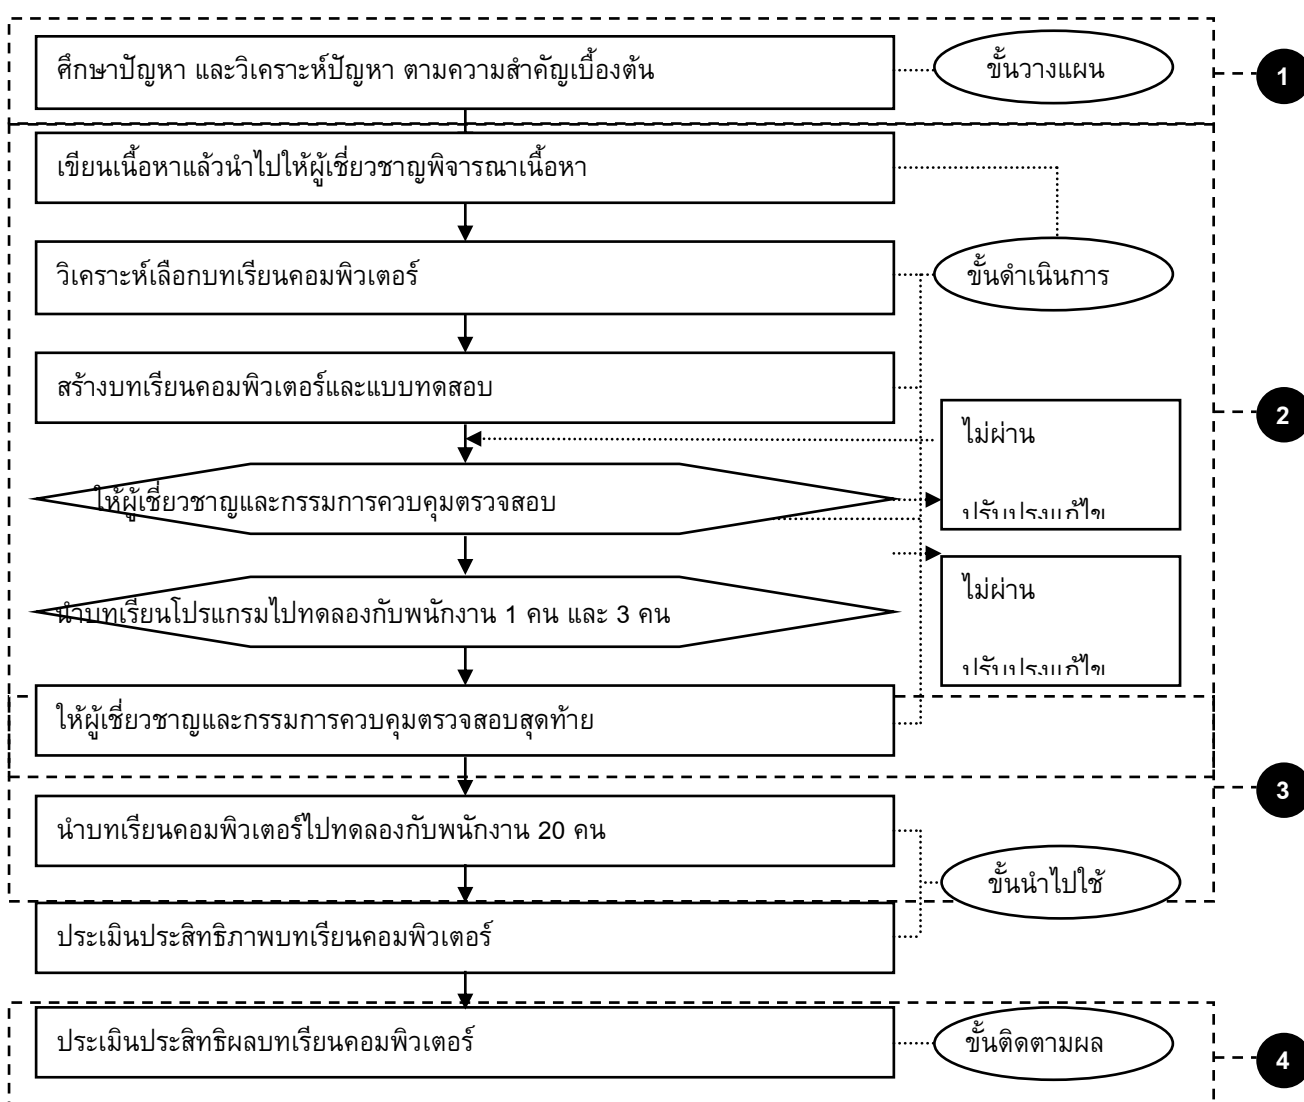 ศึกษาปัญหา และวิเคราะห์ปัญหา ตามความสำคัญเบื้องต้น
ขั้นวางแผน
1
เขียนเนื้อหาแล้วนำไปให้ผู้เชี่ยวชาญพิจารณาเนื้อหา
วิเคราะห์เลือกบทเรียนคอมพิวเตอร์
ขั้นดำเนินการ
สร้างบทเรียนคอมพิวเตอร์และแบบทดสอบ
2
ไม่ผ่าน
ปรับปรุงแก้ไข
ให้ผู้เชี่ยวชาญและกรรมการควบคุมตรวจสอบ
ไม่ผ่าน
ปรับปรุงแก้ไข
นำบทเรียนโปรแกรมไปทดลองกับพนักงาน 1 คน และ 3 คน
ให้ผู้เชี่ยวชาญและกรรมการควบคุมตรวจสอบสุดท้าย
3
นำบทเรียนคอมพิวเตอร์ไปทดลองกับพนักงาน 20 คน
ขั้นนำไปใช้
ประเมินประสิทธิภาพบทเรียนคอมพิวเตอร์
ประเมินประสิทธิผลบทเรียนคอมพิวเตอร์
ขั้นติดตามผล
4